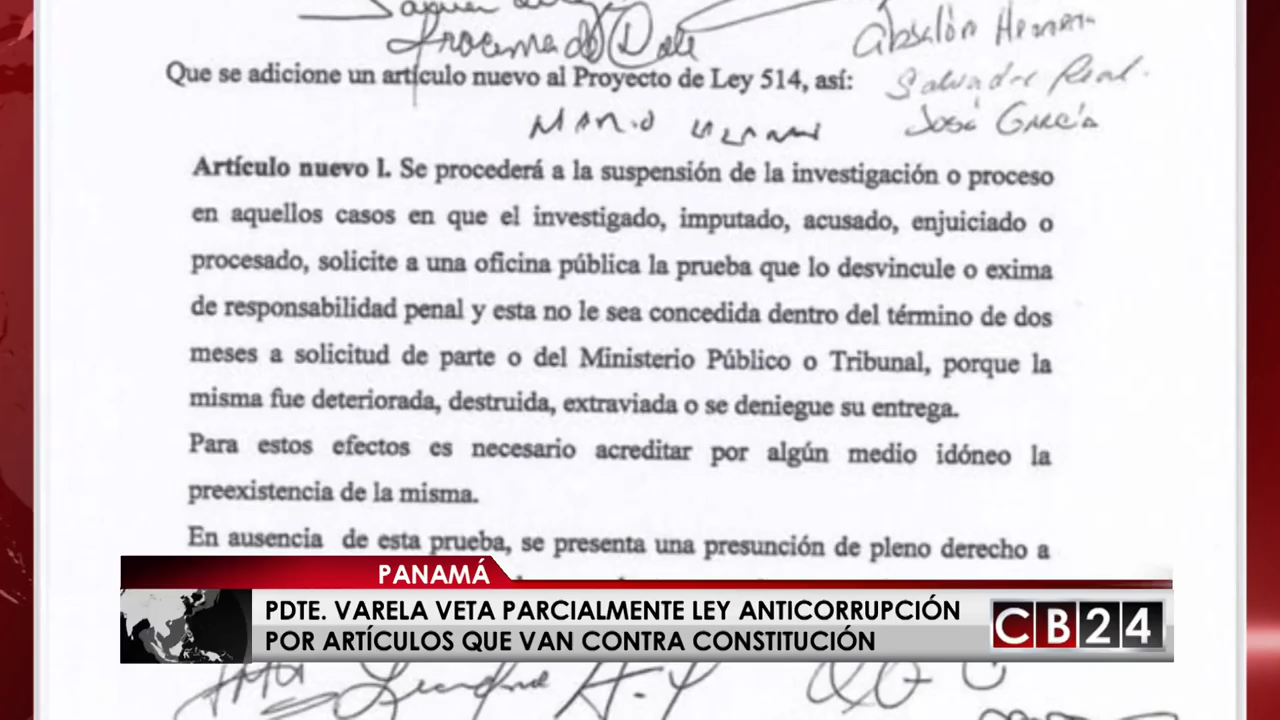 Que se adicione un artículo nuevo al Proyecto de Ley 514, así:
Absalón Herrera
Salvador Real.
José García
Artículo nuevo 1. Se procederá a la suspensión de la investigación o proceso
en aquellos casos en que el investigado, imputado, acusado, enjuiciado o
procesado, solicite a una oficina pública la prueba que lo desvincule o exima
de responsabilidad penal y esta no le sea concedida dentro del término de dos
meses a solicitud de parte o del Ministerio Público o Tribunal, porque la
misma fue deteriorada, destruida, extraviada o se deniegue su entrega.
Para estos efectos es necesario acreditar por algún medio idóneo la
preexistencia de la misma.
En ausencia de esta prueba, se presenta una presunción de pleno derecho a
PANAMÁ
PDTE. VARELA VETA PARCIALMENTE LEY ANTICORRUPCIÓN
POR ARTÍCULOS QUE VAN CONTRA CONSTITUCIÓN
CB24